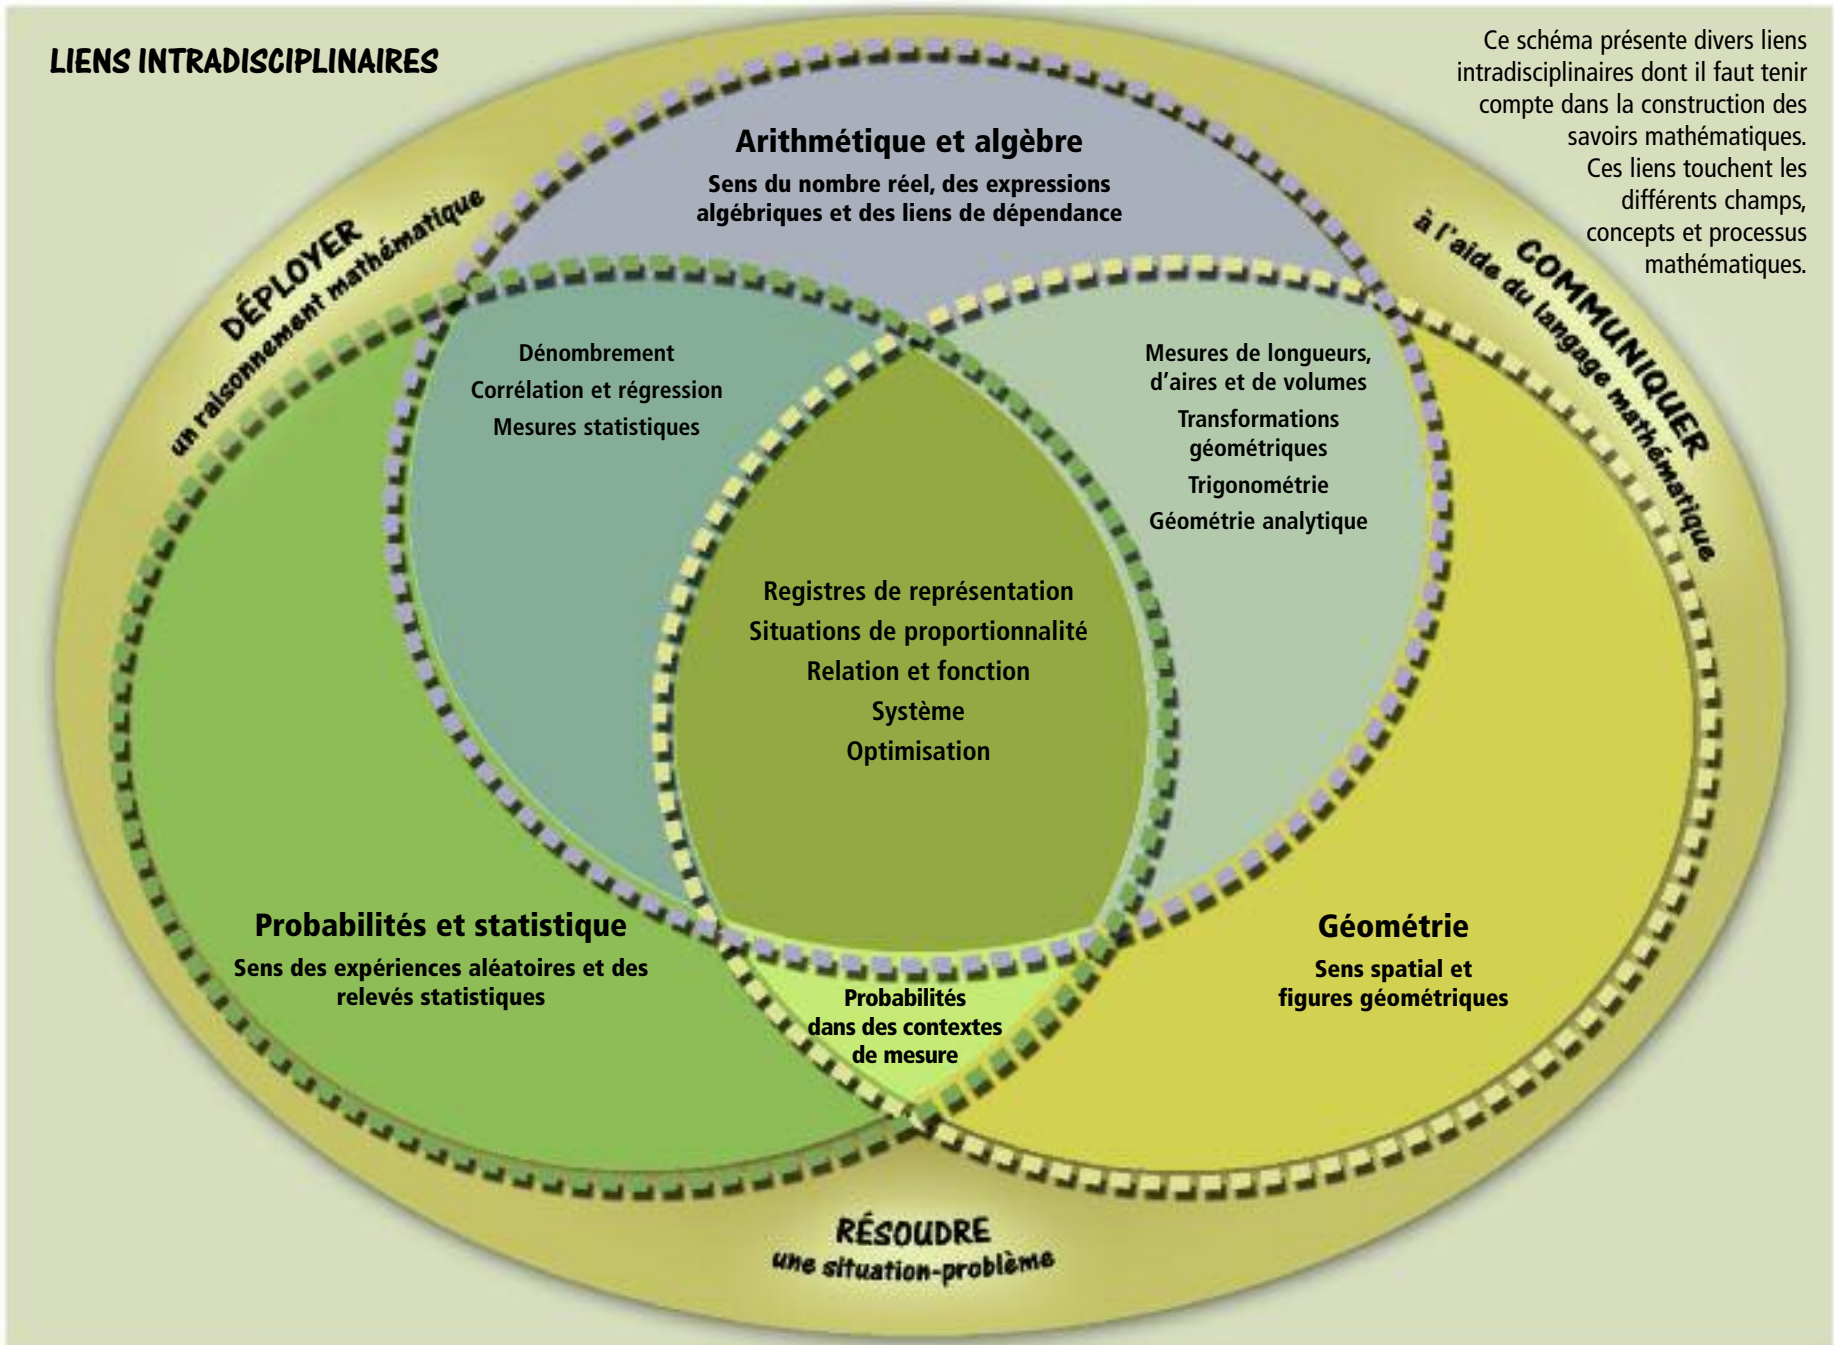 LIENS INTRADISCIPLINAIRES
Ce schéma présente divers liens
intradisciplinaires dont il faut tenir
compte dans la construction des
savoirs mathématiques.
Ces liens touchent les
différents champs,
concepts et processus
mathématiques.
DÉPLOYER
un raisonnement mathématique
COMMUNIQUER
à l'aide du langage mathématique
Arithmétique et algèbre
Sens du nombre réel, des expressions
algébriques et des liens de dépendance
Dénombrement
Corrélation et régression
Mesures statistiques
Mesures de longueurs,
d'aires et de volumes
Transformations
géométriques
Trigonométrie
Géométrie analytique
Registres de représentation
Situations de proportionnalité
Relation et fonction
Système
Optimisation
Probabilités et statistique
Sens des expériences aléatoires et des
relevés statistiques
Géométrie
Sens spatial et
figures géométriques
Probabilités
dans des contextes
de mesure
RÉSOUDRE
une situation-problème